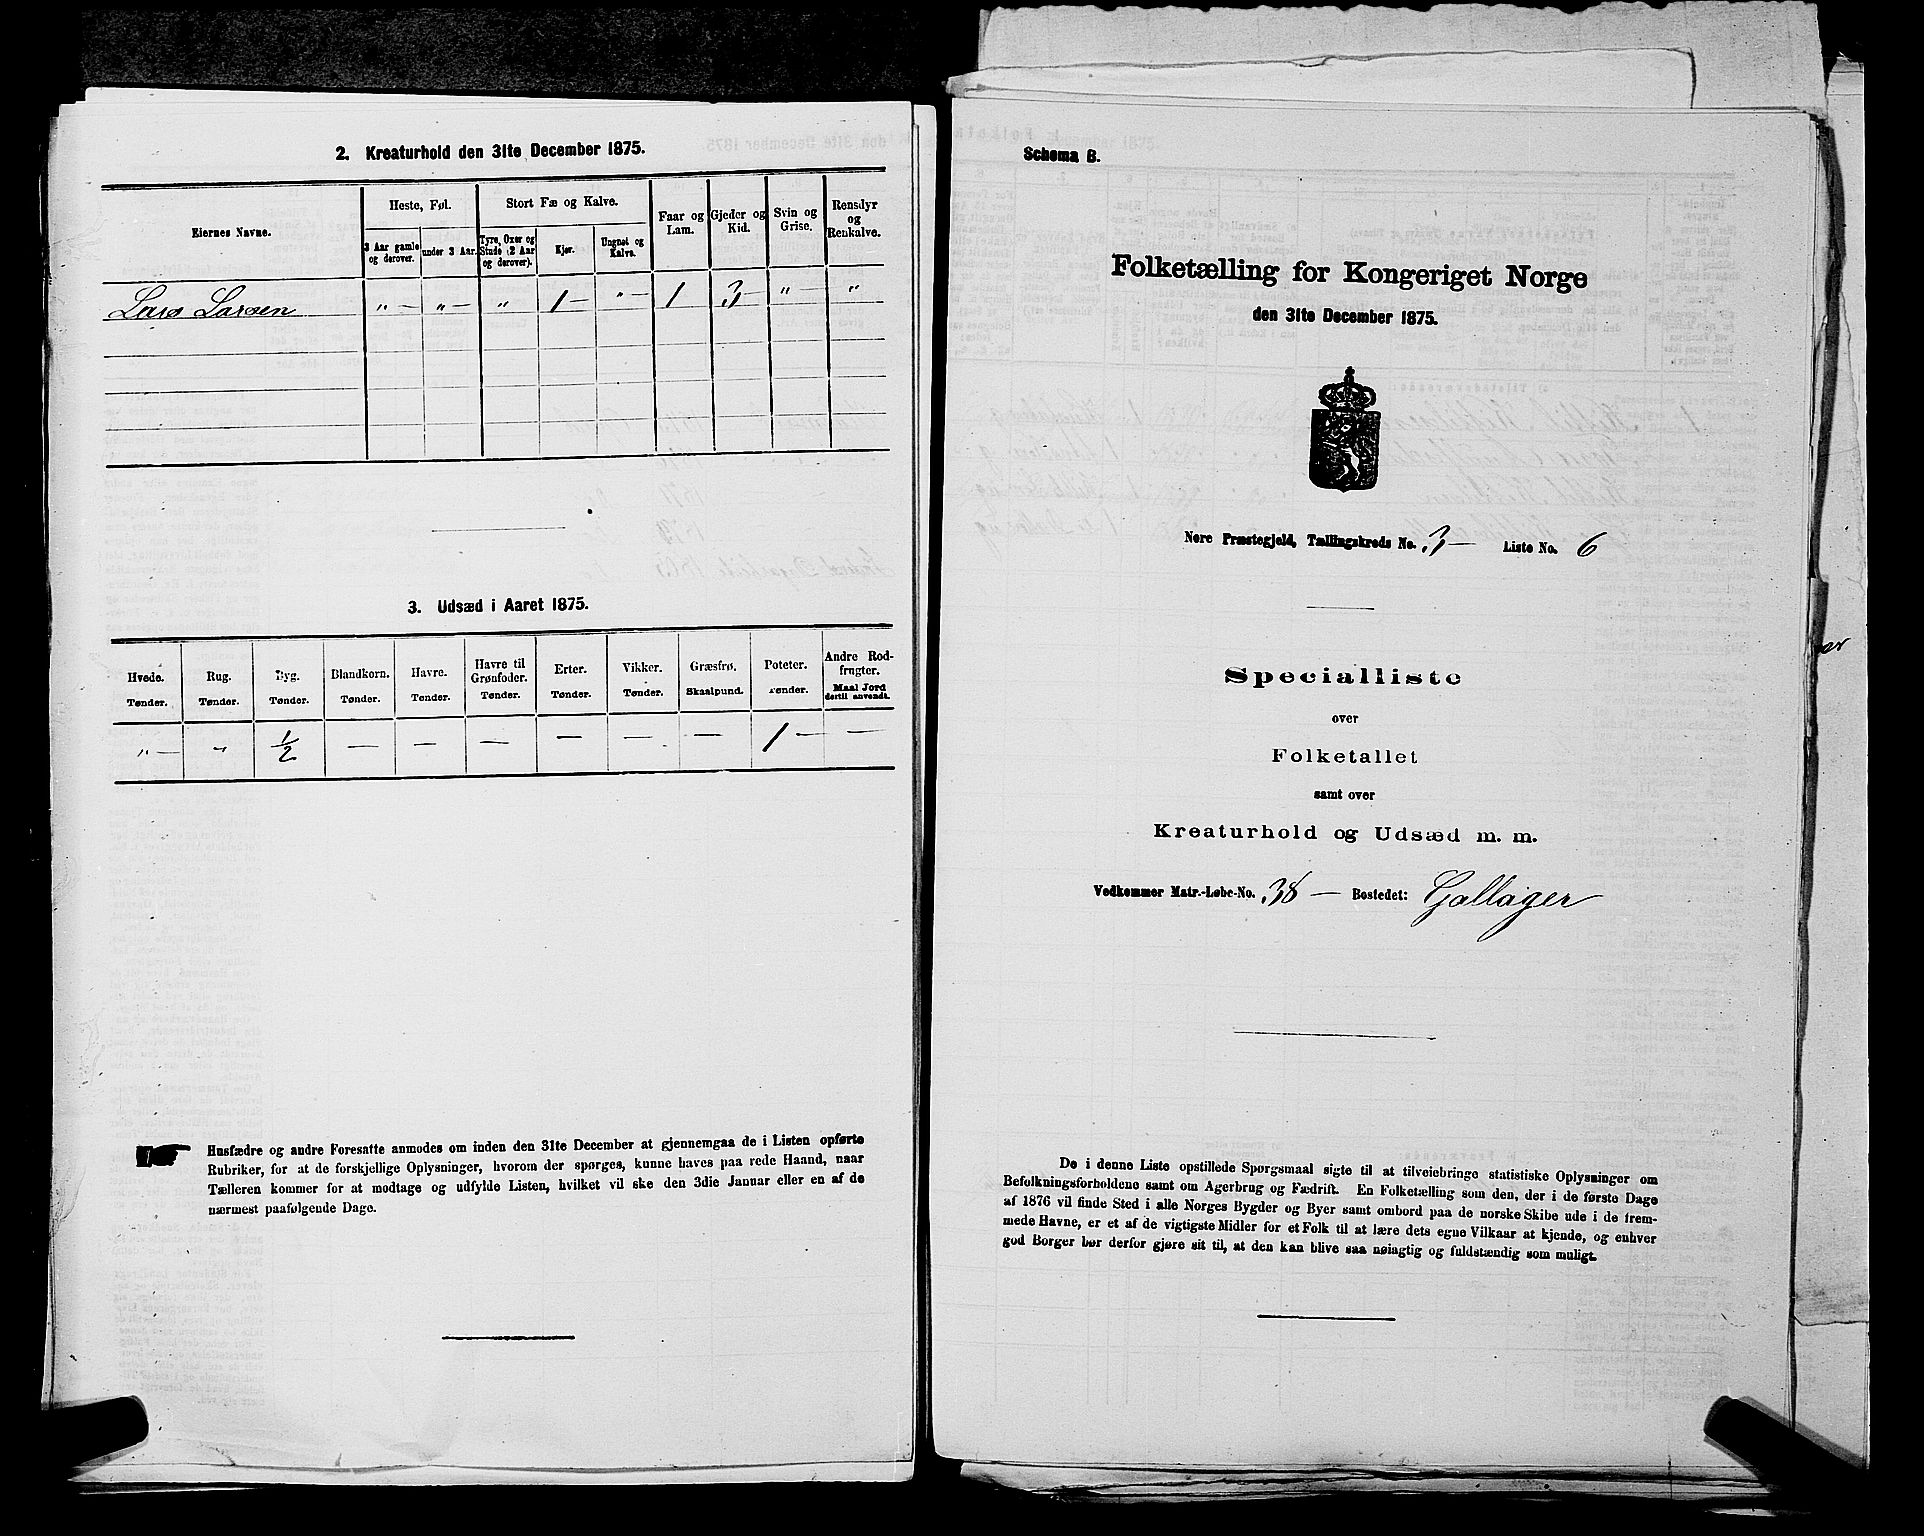 2. Kreaturhold den 31te December 1875.
Eiernes Navne.
Heste, Føl.
Stort Fæ og Kalve.
Faar og Lam.
Gjeder og Kid.
Svin og Grise.
Rensdyr og Renkalve.
3 Aar gamle og derover.
under 3 Aar.
Tyre, Oxer og Stude (2 Aar og derover).
Kjør.
Ungnøt og Kalve.
Lars Larsen " — " — " 1 — " — 1 3 — " — "
3. Udsæd i Aaret 1875.
Hvede. Rug. Byg. Blandkorn. Havre. Havre til Grønfoder. Erter. Vikker. Græsfrø. Poteter. Andre Rodfrugter.
Tønder. Tønder. Tønder. Tønder. Tønder. Tønder. Tønder. Tønder. Skaalpund. Tønder. Maal Jord dertil anvendt.
" — " 1/2 — — — — — — 1 — —
Husfædre og andre Foresatte anmodes om inden den 31te December at gjennemgaa de i Listen opførte
Rubriker, for at de forskjellige Oplysninger, hvorom der spørges, kunne haves paa rede Haand, naar
Tælleren kommer for at modtage og udfylde Listen, hvilket vil ske den 3die Januar eller en af de
nærmest paafølgende Dage.
Schema B.
Folketælling for Kongeriget Norge
den 31te December 1875.
Nore Præstegjeld, Tællingskreds No. 3 — Liste No. 6
Specialliste
over
Folketallet
samt over
Kreaturhold og Udsæd m. m.
Vedkommer Matr.-Løbe-No. 38 — Bostedet: Gallager
De i denne Liste opstillede Spørgsmaal sigte til at tilveiebringe statistiske Oplysninger om
Befolkningsforholdene samt om Agerbrug og Fædrift. En Folketælling som den, der i de første Dage
af 1876 vil finde Sted i alle Norges Bygder og Byer samt ombord paa de norske Skibe ude i de frem-
mede Havne, er et af de vigtigste Midler for et Folk til at lære dets egne Vilkaar at kjende, og enhver
god Borger bør derfor gjøre sit til, at den kan blive saa nøiagtig og fuldstændig som muligt.